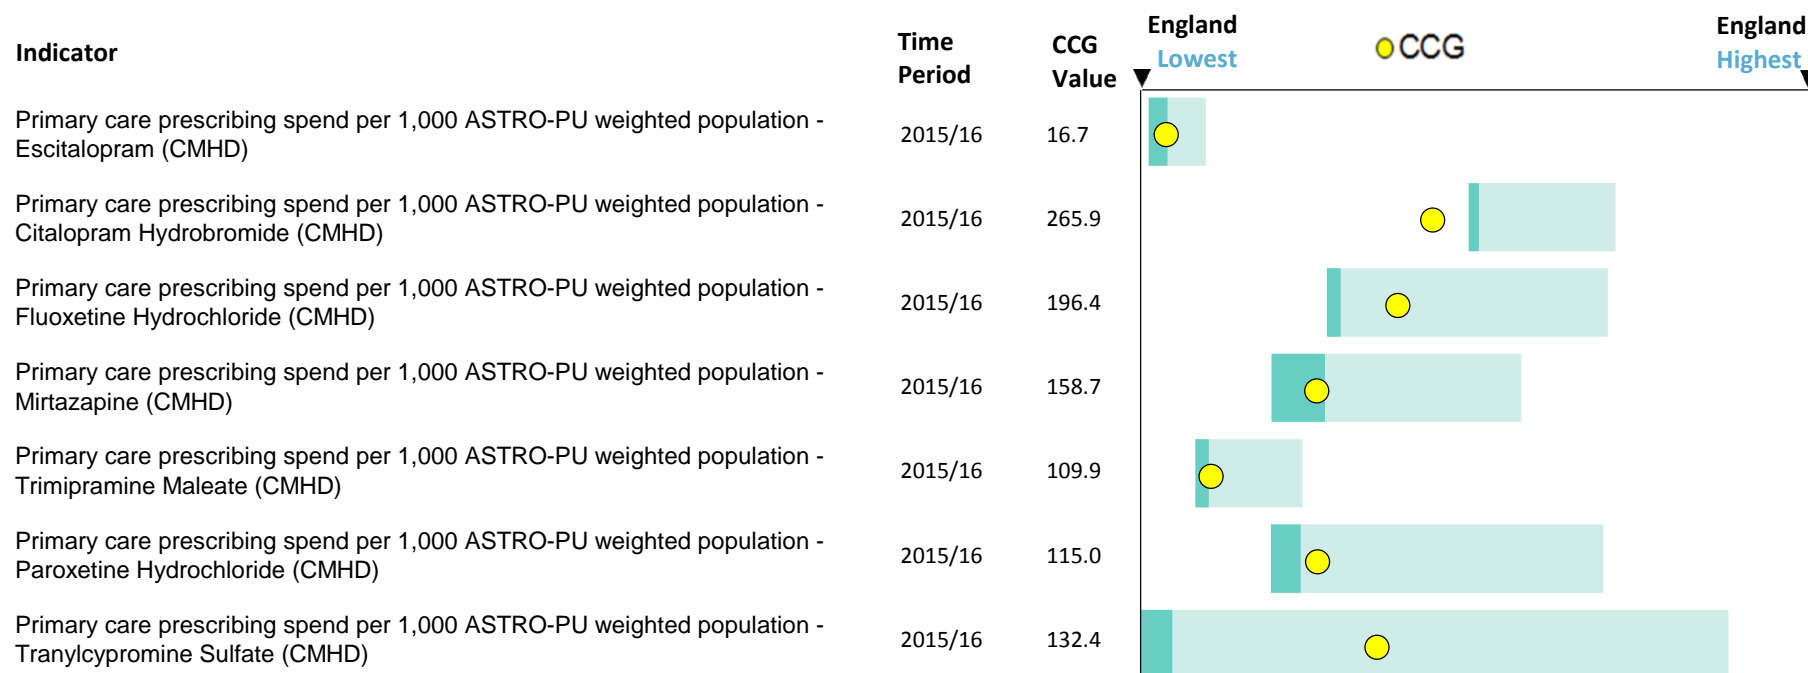 Indicator
Time Period
CCG Value
England Lowest
CCG
England Highest
Primary care prescribing spend per 1,000 ASTRO-PU weighted population -
Escitalopram (CMHD)
2015/16
16.7
Primary care prescribing spend per 1,000 ASTRO-PU weighted population -
Citalopram Hydrobromide (CMHD)
2015/16
265.9
Primary care prescribing spend per 1,000 ASTRO-PU weighted population -
Fluoxetine Hydrochloride (CMHD)
2015/16
196.4
Primary care prescribing spend per 1,000 ASTRO-PU weighted population -
Mirtazapine (CMHD)
2015/16
158.7
Primary care prescribing spend per 1,000 ASTRO-PU weighted population -
Trimipramine Maleate (CMHD)
2015/16
109.9
Primary care prescribing spend per 1,000 ASTRO-PU weighted population -
Paroxetine Hydrochloride (CMHD)
2015/16
115.0
Primary care prescribing spend per 1,000 ASTRO-PU weighted population -
Tranylcypromine Sulfate (CMHD)
2015/16
132.4